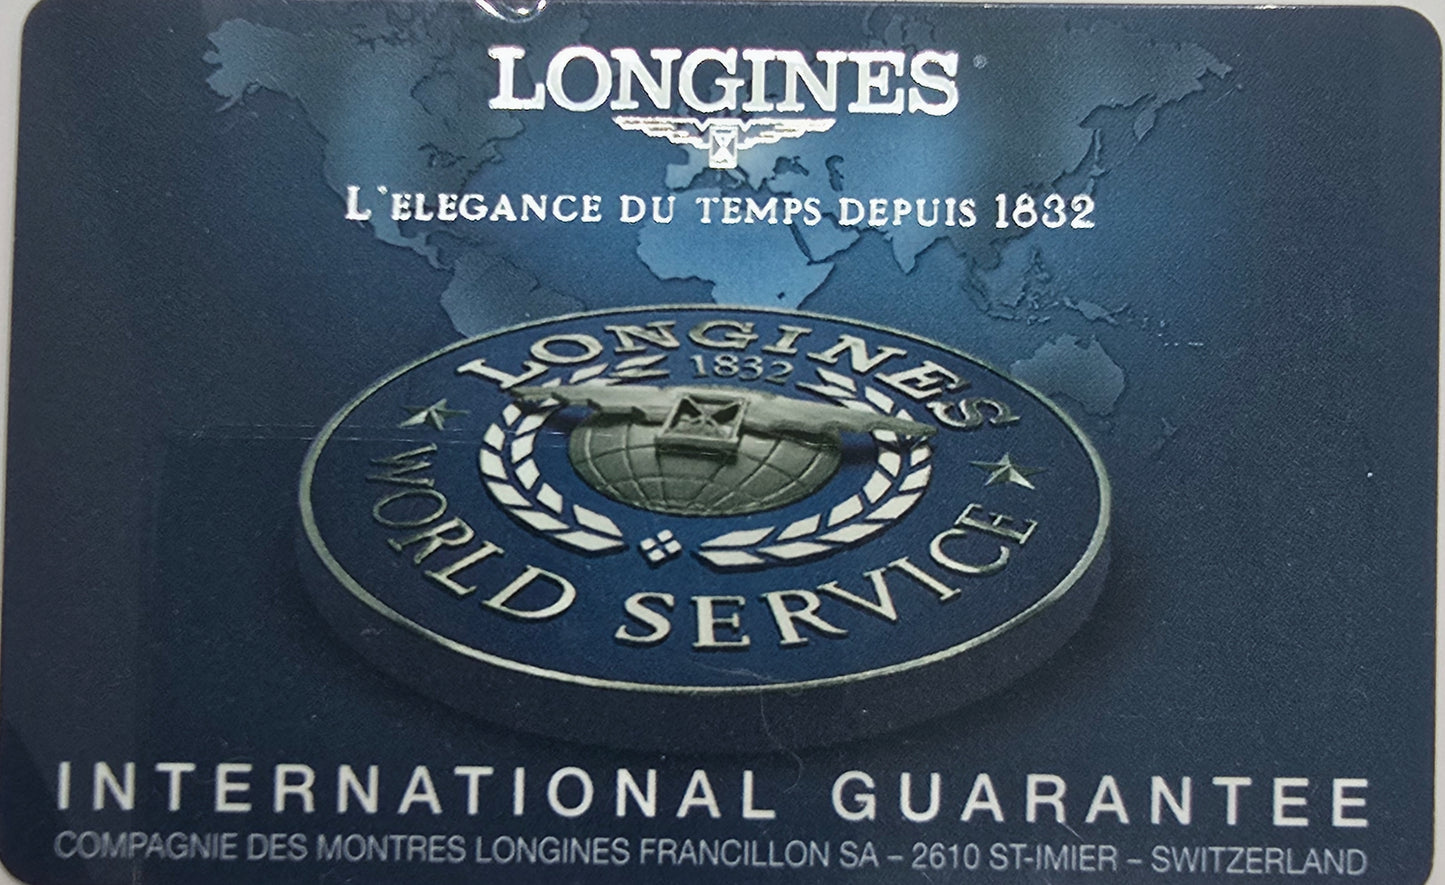 LONGINES®
L'ELEGANCE DU TEMPS DEPUIS 1832
LONGINES
1832
WORLD SERVICE
INTERNATIONAL GUARANTEE
COMPAGNIE DES MONTRES LONGINES FRANCILLON SA – 2610 ST-IMIER – SWITZERLAND